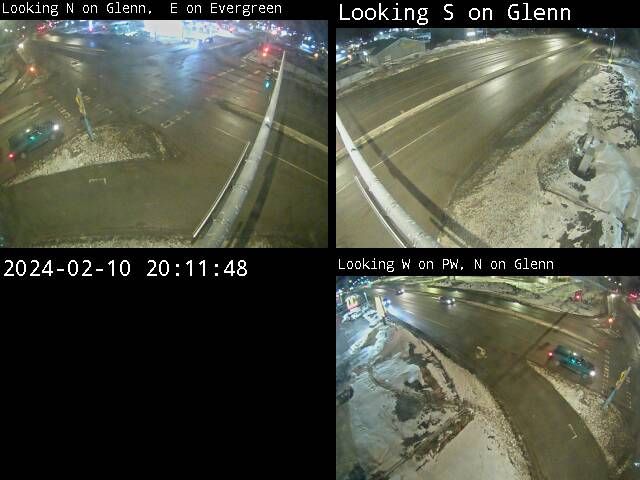 Looking N on Glenn,  E on Evergreen
Looking S on Glenn
2024-02-10 20:11:48
Looking W on PW, N on Glenn